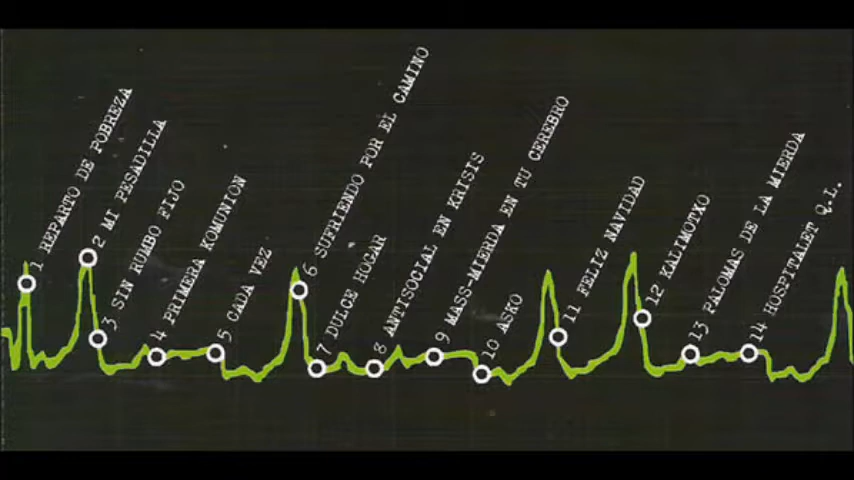 1 REPARTO DE POBREZA
2 MI PESADILLA
3 SIN RUMBO FIJO
4 PRIMERA KOMUNION
5 CADA VEZ
6 SUFRIENDO POR EL CAMINO
7 DULCE HOGAR
8 ANTISOCIAL EN KRISIS
9 MASS-MIERDA EN TU CEREBRO
10 ASKO
11 FELIZ NAVIDAD
12 KALIMOTXO
13 PALOMAS DE LA MIERDA
14 HOSPITALET Q.L.